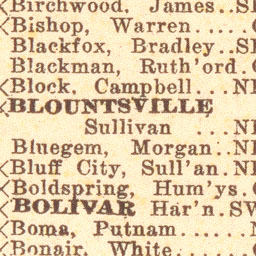 Birchwood, James..S
Bishop, Warren....
Blackfox, Bradley..S
Blackman, Ruth'ord.
Block, Campbell...N
BLOUNTSVILLE
Sullivan ...N
Bluegem, Morgan..N
Bluff City, Sull'an.N
Boldspring, Hum'ys.
BOLIVAR Har'n.SW
Boma, Putnam......
Bonair, White......